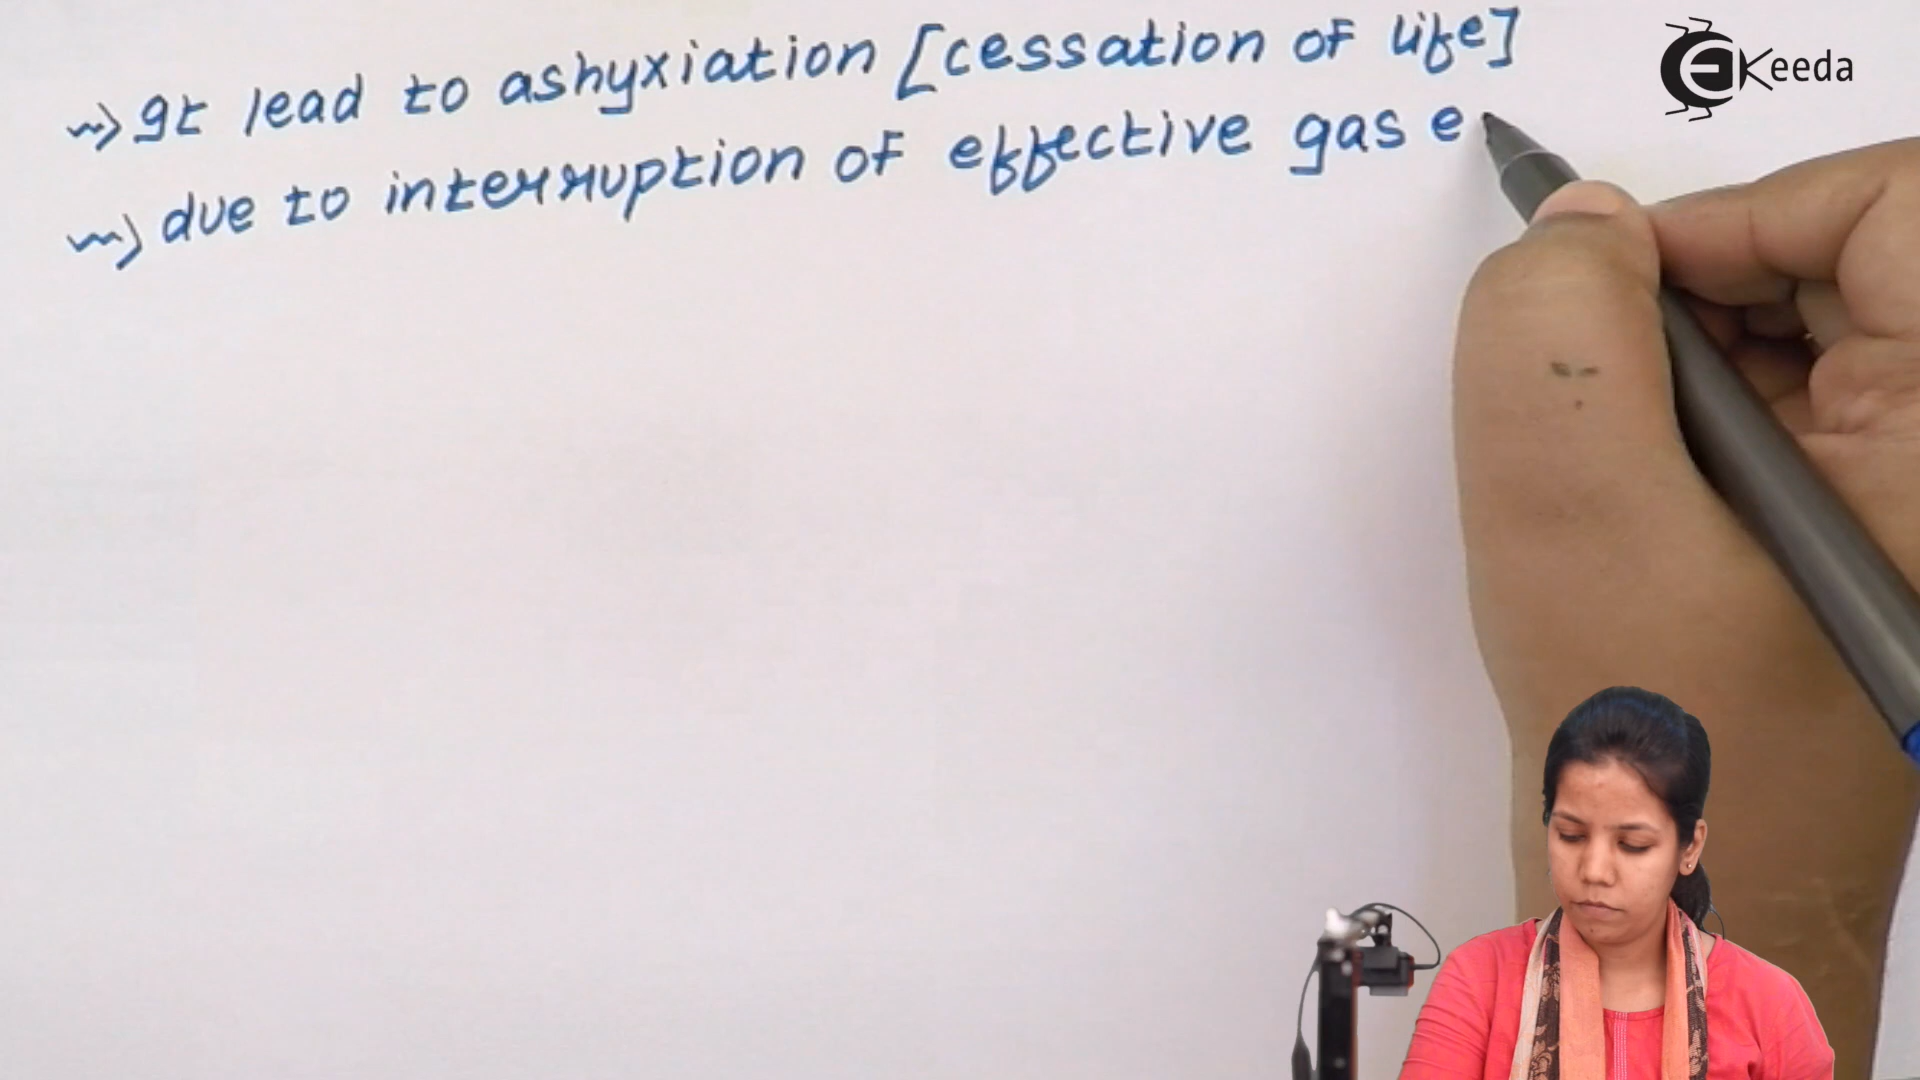 It lead to ashyxiation [cessation of life]
due to interruption of effective gas e
EKeeda